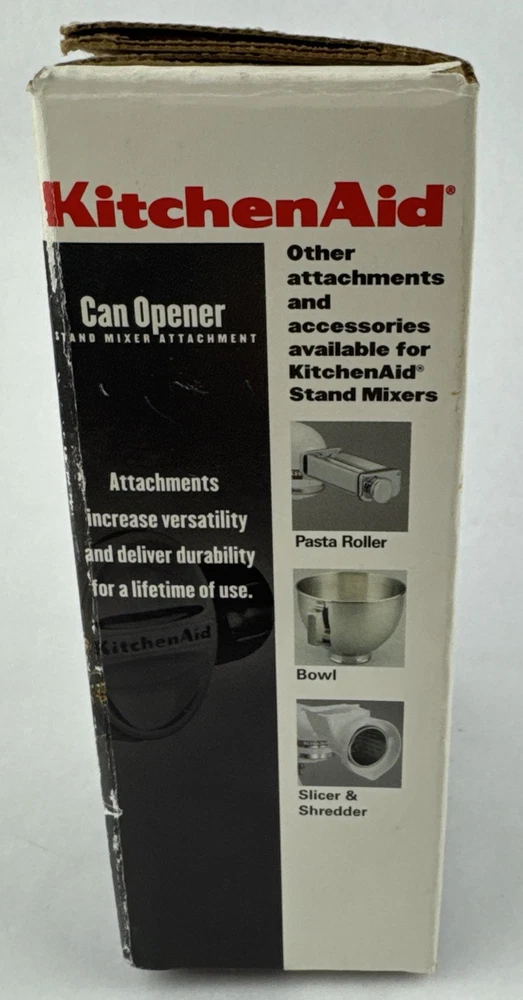 KitchenAid®
Can Opener
STAND MIXER ATTACHMENT
Attachments
increase versatility
and deliver durability
for a lifetime of use.
KitchenAid
Other
attachments
and
accessories
available for
KitchenAid®
Stand Mixers
Pasta Roller
Bowl
Slicer &
Shredder